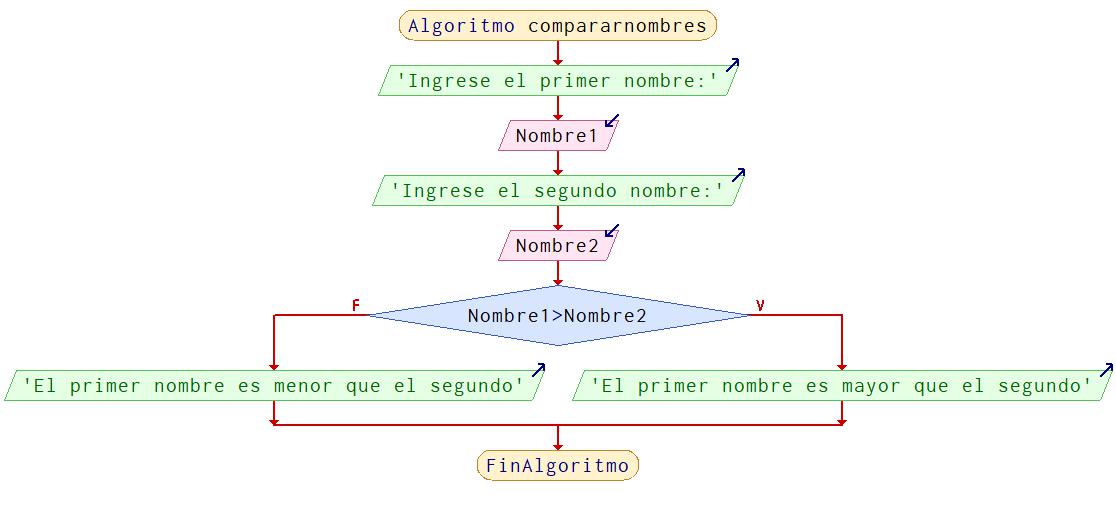 Algoritmo compararnombres
'Ingrese el primer nombre:'
Nombre1
'Ingrese el segundo nombre:'
Nombre2
F
V
Nombre1>Nombre2
'El primer nombre es menor que el segundo'
'El primer nombre es mayor que el segundo'
FinAlgoritmo